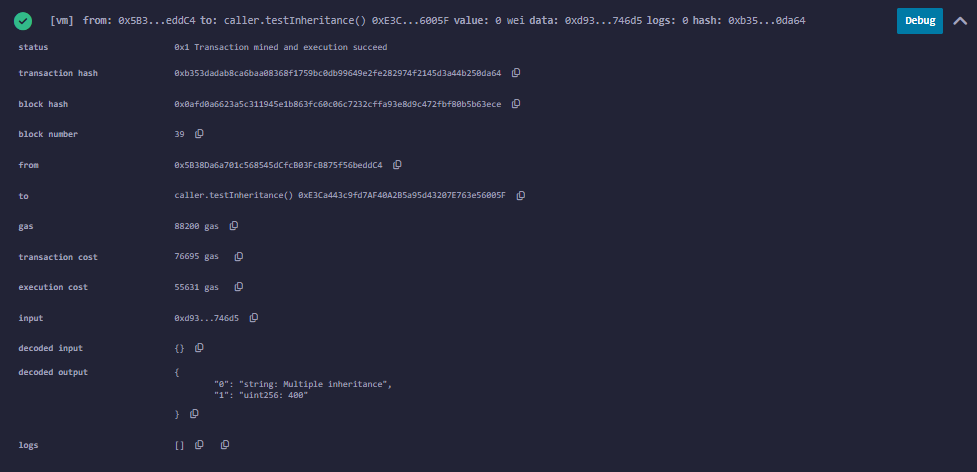 [vm] from: 0x5B3...eddC4 to: caller.testInheritance() 0xE3C...6005F value: 0 wei data: 0xd93...746d5 logs: 0 hash: 0xb35...0da64 Debug
status 0x1 Transaction mined and execution succeed
transaction hash 0xb353dadab8ca6baa08368f1759bc0db99649e2fe282974f2145d3a44b250da64
block hash 0x0afd0a6623a5c311945e1b863fc60c06c7232cffa93e8d9c472fbf80b5b63ece
block number 39
from 0x5B38Da6a701c568545dCfcB03FcB875f56beddC4
to caller.testInheritance() 0xE3Ca443c9fd7AF40A2B5a95d43207E763e56005F
gas 88200 gas
transaction cost 76695 gas
execution cost 55631 gas
input 0xd93...746d5
decoded input {}
decoded output {
"0": "string: Multiple inheritance",
"1": "uint256: 400"
}
logs []